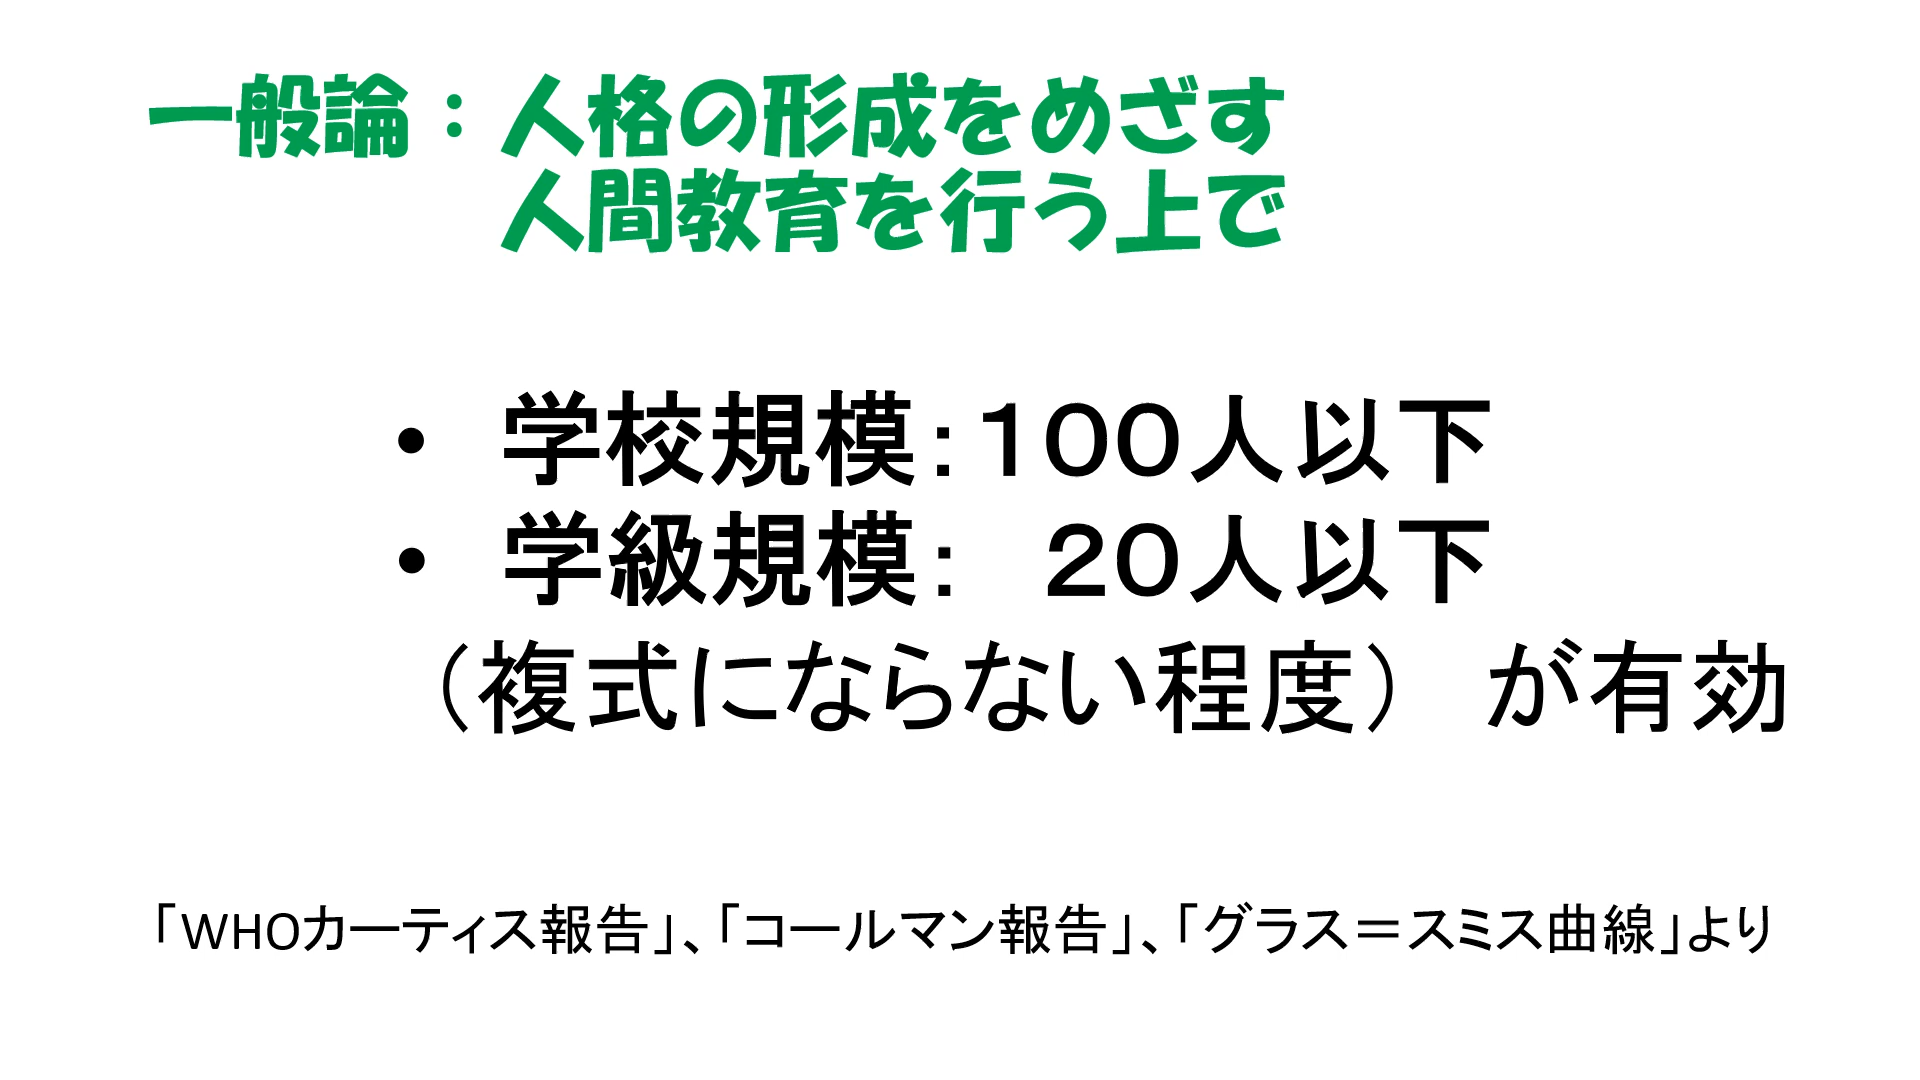 一般論：人格の形成をめざす
人間教育を行う上で
• 学校規模：１００人以下
• 学級規模：　２０人以下
（複式にならない程度）　が有効
「WHOカーティス報告」、「コールマン報告」、「グラス＝スミス曲線」より